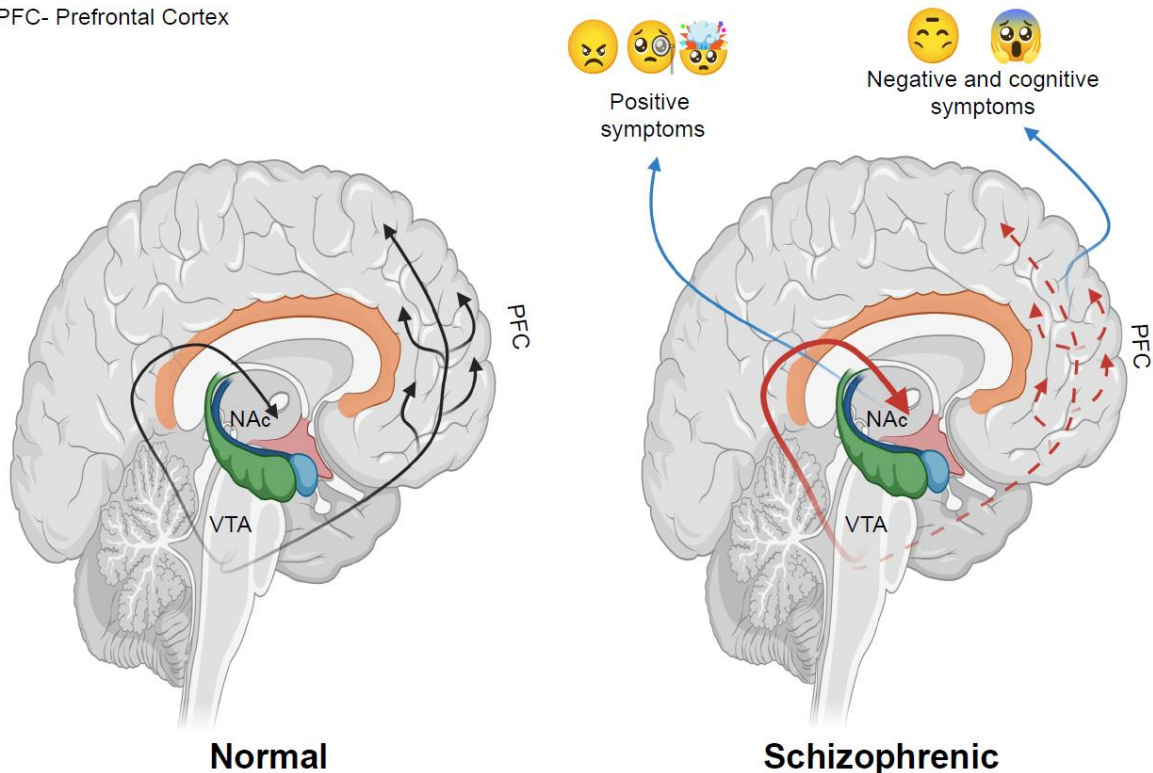 PFC- Prefrontal Cortex
Positive
symptoms
Negative and cognitive
symptoms
PFC
NAc
VTA
PFC
NAc
VTA
Normal
Schizophrenic